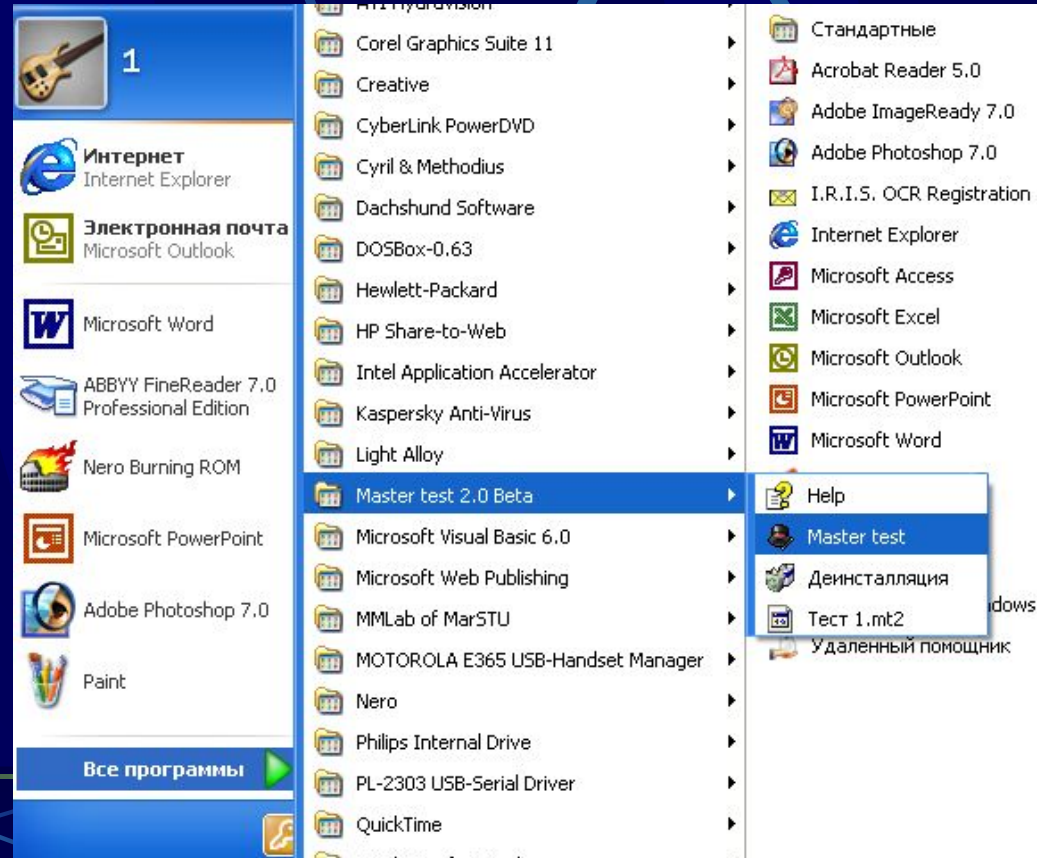 1
Интернет
Internet Explorer
Электронная почта
Microsoft Outlook
Microsoft Word
ABBYY FineReader 7.0
Professional Edition
Nero Burning ROM
Microsoft PowerPoint
Adobe Photoshop 7.0
Paint
Все программы
ATI Hydravision
Corel Graphics Suite 11
Creative
CyberLink PowerDVD
Cyril & Methodius
Dachshund Software
DOSBox-0.63
Hewlett-Packard
HP Share-to-Web
Intel Application Accelerator
Kaspersky Anti-Virus
Light Alloy
Master test 2.0 Beta
Microsoft Visual Basic 6.0
Microsoft Web Publishing
MMLab of MarSTU
MOTOROLA E365 USB-Handset Manager
Nero
Philips Internal Drive
PL-2303 USB-Serial Driver
QuickTime
Стандартные
Acrobat Reader 5.0
Adobe ImageReady 7.0
Adobe Photoshop 7.0
I.R.I.S. OCR Registration
Internet Explorer
Microsoft Access
Microsoft Excel
Microsoft Outlook
Microsoft PowerPoint
Microsoft Word
Help
Master test
Деинсталляция
Тест 1.mt2
dows
Удаленный помощник